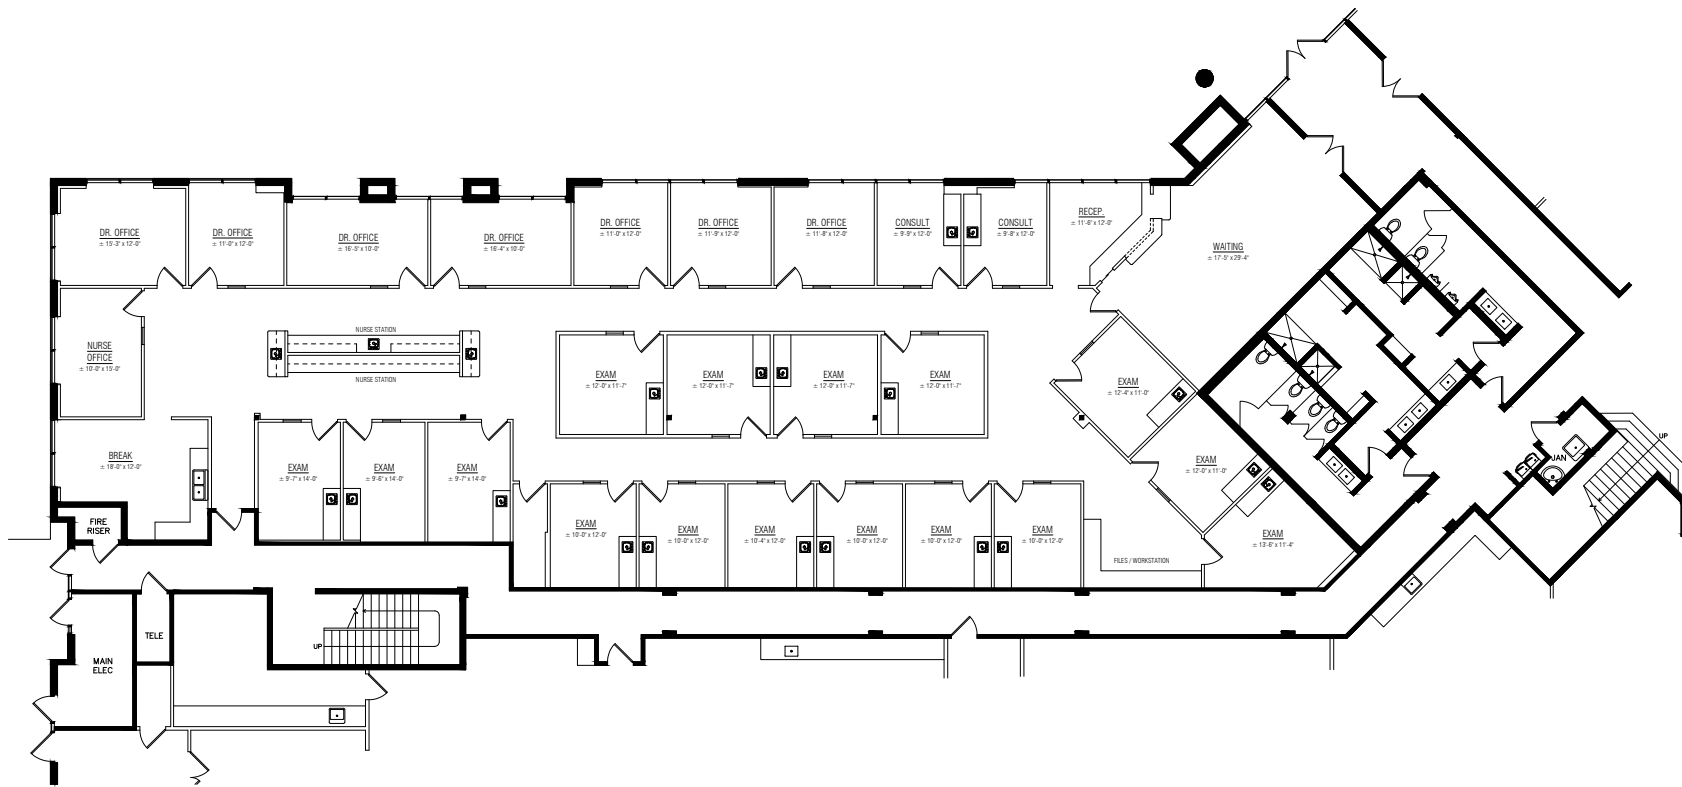 DR. OFFICE
± 15'-3" x 12'-0"
DR. OFFICE
± 11'-0" x 12'-0"
DR. OFFICE
± 16'-5" x 10'-0"
DR. OFFICE
± 16'-4" x 10'-0"
DR. OFFICE
± 11'-0" x 12'-0"
DR. OFFICE
± 11'-9" x 12'-0"
DR. OFFICE
± 11'-8" x 12'-0"
CONSULT
± 9'-9" x 12'-0"
CONSULT
± 9'-8" x 12'-0"
RECEP.
± 11'-6" x 12'-0"
WAITING
± 17'-5" x 29'-4"
NURSE
OFFICE
± 10'-0" x 15'-0"
NURSE STATION
NURSE STATION
EXAM
± 12'-0" x 11'-7"
EXAM
± 12'-0" x 11'-7"
EXAM
± 12'-0" x 11'-7"
EXAM
± 12'-0" x 11'-7"
EXAM
± 12'-4" x 11'-0"
BREAK
± 18'-0" x 12'-0"
EXAM
± 9'-7" x 14'-0"
EXAM
± 9'-6" x 14'-0"
EXAM
± 9'-7" x 14'-0"
EXAM
± 12'-0" x 11'-0"
UP
JAN
FIRE
RISER
EXAM
± 10'-0" x 12'-0"
EXAM
± 10'-0" x 12'-0"
EXAM
± 10'-4" x 12'-0"
EXAM
± 10'-0" x 12'-0"
EXAM
± 10'-0" x 12'-0"
EXAM
± 10'-0" x 12'-0"
FILES / WORKSTATION
EXAM
± 13'-6" x 11'-4"
TELE
UP
MAIN
ELEC